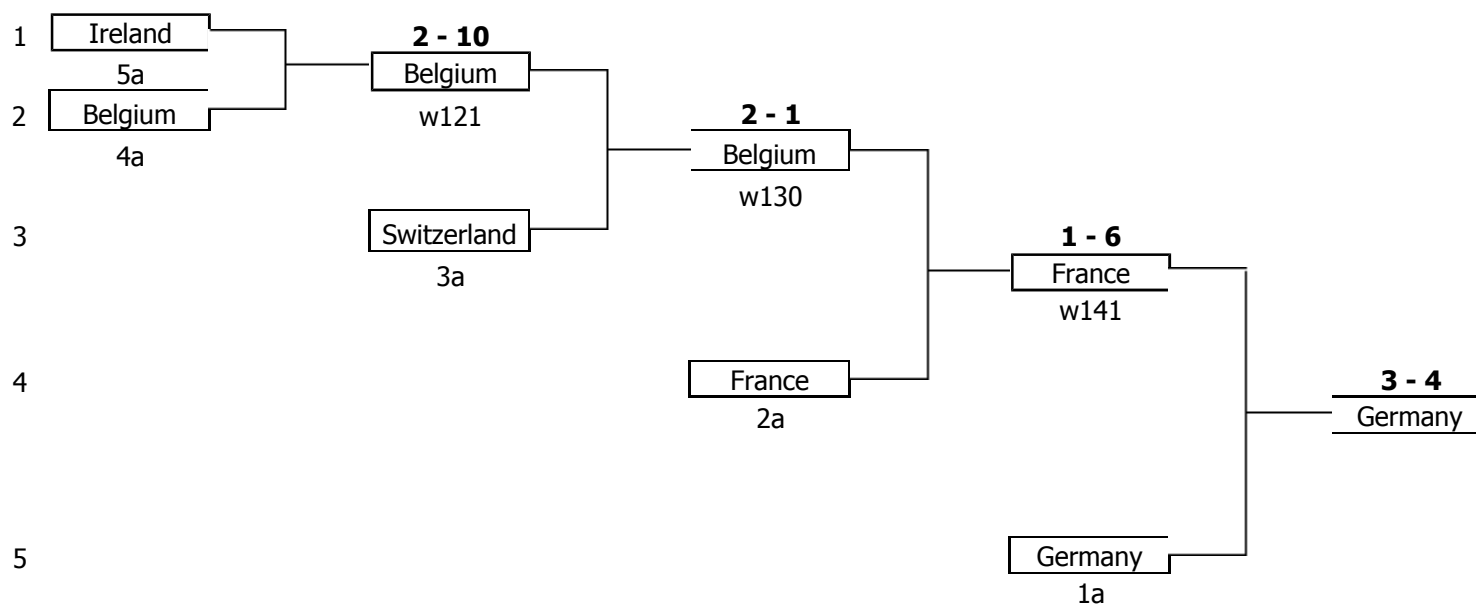 1 Ireland 2 - 10
5a Belgium
2 Belgium w121 2 - 1
4a Belgium
w130
3 Switzerland 1 - 6
3a France
w141
4 France 3 - 4
2a Germany
5 Germany
1a